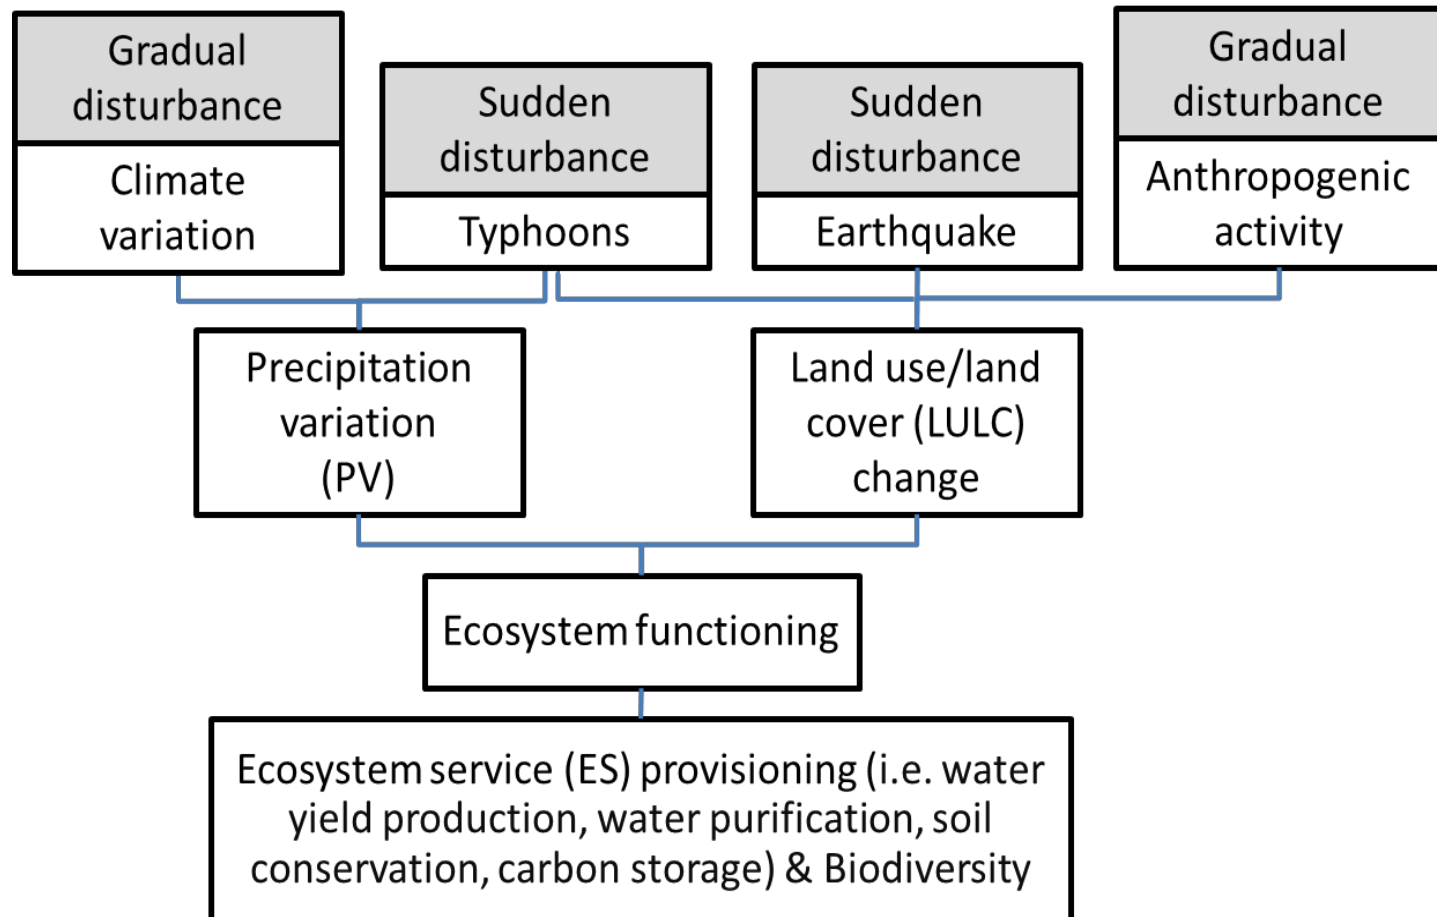 Gradual
disturbance
Climate
variation
Sudden
disturbance
Typhoons
Sudden
disturbance
Earthquake
Gradual
disturbance
Anthropogenic
activity
Precipitation
variation
(PV)
Land use/land
cover (LULC)
change
Ecosystem functioning
Ecosystem service (ES) provisioning (i.e. water
yield production, water purification, soil
conservation, carbon storage) & Biodiversity